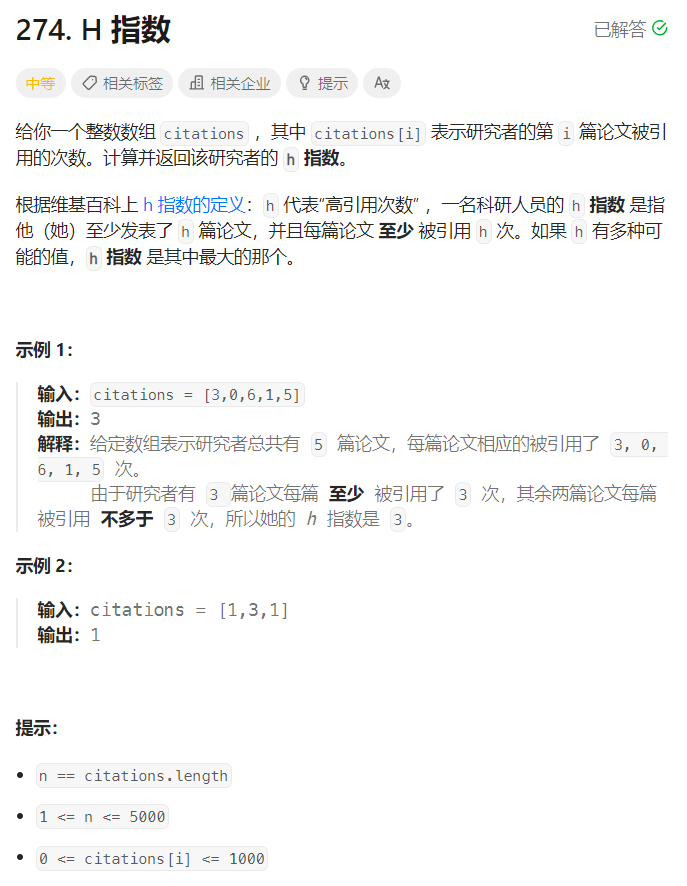 274. H 指数
已解答
中等 相关标签 相关企业 提示 Aあ
给你一个整数数组 citations ，其中 citations[i] 表示研究者的第 i 篇论文被引
用的次数。计算并返回该研究者的 h 指数。
根据维基百科上 h 指数的定义：h 代表“高引用次数” ，一名科研人员的 h 指数 是指
他（她）至少发表了 h 篇论文，并且每篇论文 至少 被引用 h 次。如果 h 有多种可
能的值，h 指数 是其中最大的那个。
示例 1：
输入：citations = [3,0,6,1,5]
输出：3
解释：给定数组表示研究者总共有 5 篇论文，每篇论文相应的被引用了 3, 0,
6, 1, 5 次。
由于研究者有 3 篇论文每篇 至少 被引用了 3 次，其余两篇论文每篇
被引用 不多于 3 次，所以她的 h 指数是 3。
示例 2：
输入：citations = [1,3,1]
输出：1
提示：
• n == citations.length
• 1 <= n <= 5000
• 0 <= citations[i] <= 1000